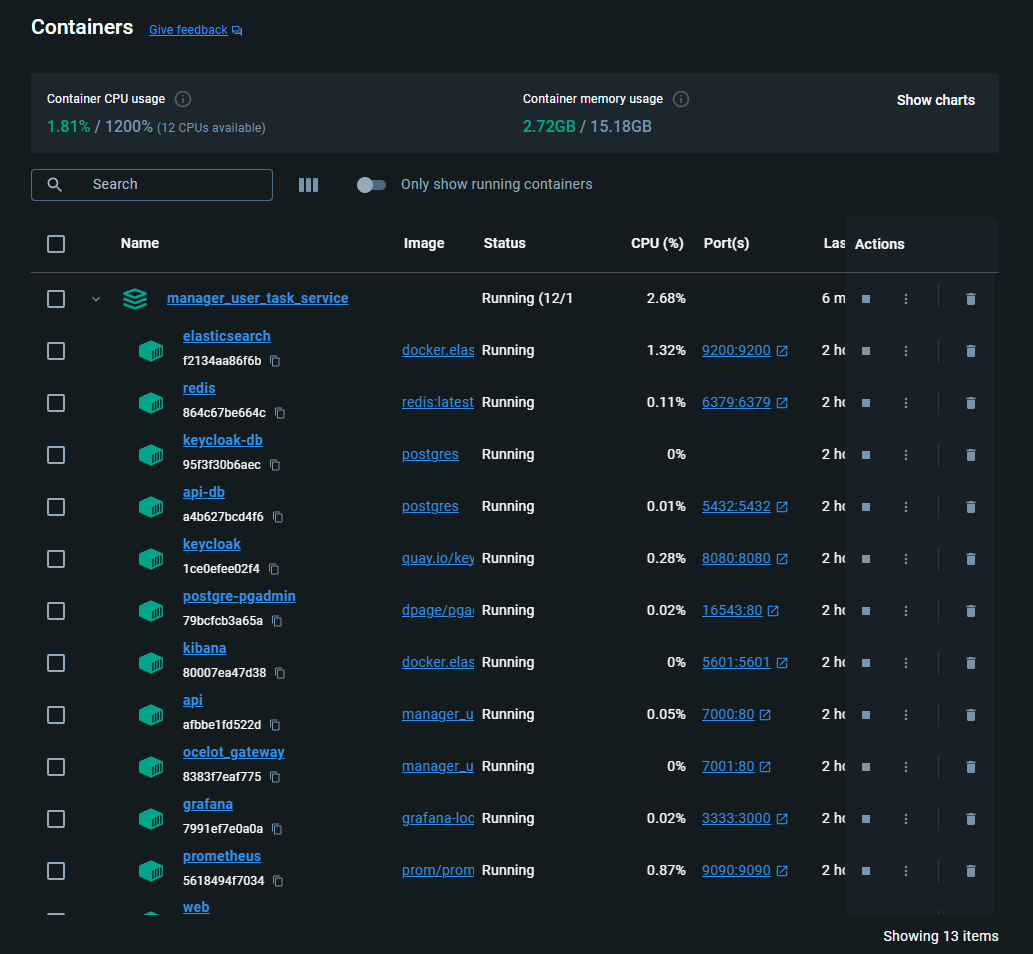 Containers Give feedback
Container CPU usage Container memory usage Show charts
1.81% / 1200% (12 CPUs available) 2.72GB / 15.18GB
Search Only show running containers
Name Image Status CPU (%) Port(s) Las Actions
manager_user_task_service Running (12/1 2.68% 6 m
elasticsearch
f2134aa86f6b docker.elas Running 1.32% 9200:9200 2 ho
redis
864c67be664c redis:latest Running 0.11% 6379:6379 2 ho
keycloak-db
95f3f30b6aec postgres Running 0% 2 ho
api-db
a4b627bcd4f6 postgres Running 0.01% 5432:5432 2 ho
keycloak
1ce0efee02f4 quay.io/key Running 0.28% 8080:8080 2 ho
postgre-pgadmin
79bcfcb3a65a dpage/pgad Running 0.02% 16543:80 2 ho
kibana
80007ea47d38 docker.elas Running 0% 5601:5601 2 ho
api
afbbe1fd522d manager_u Running 0.05% 7000:80 2 ho
ocelot_gateway
8383f7eaf775 manager_u Running 0% 7001:80 2 ho
grafana
7991ef7e0a0a grafana-loc Running 0.02% 3333:3000 2 ho
prometheus
5618494f7034 prom/prom Running 0.87% 9090:9090 2 ho
web
Showing 13 items